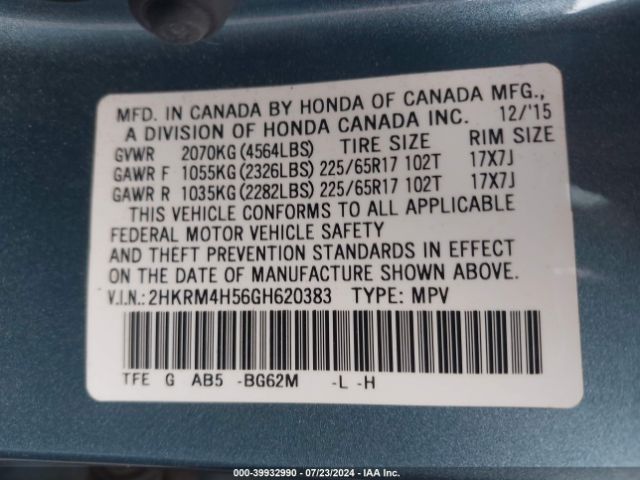 MFD. IN CANADA BY HONDA OF CANADA MFG.,
A DIVISION OF HONDA CANADA INC. 12/'15
GVWR 2070KG(4564LBS) TIRE SIZE RIM SIZE
GAWR F 1055KG(2326LBS) 225/65R17 102T 17X7J
GAWR R 1035KG(2282LBS) 225/65R17 102T 17X7J
THIS VEHICLE CONFORMS TO ALL APPLICABLE
FEDERAL MOTOR VEHICLE SAFETY
AND THEFT PREVENTION STANDARDS IN EFFECT
ON THE DATE OF MANUFACTURE SHOWN ABOVE.
V.I.N.: 2HKRM4H56GH620383 TYPE: MPV
TFE G AB5 -BG62M -L -H
000-39932990 - 07/23/2024 - IAA Inc.